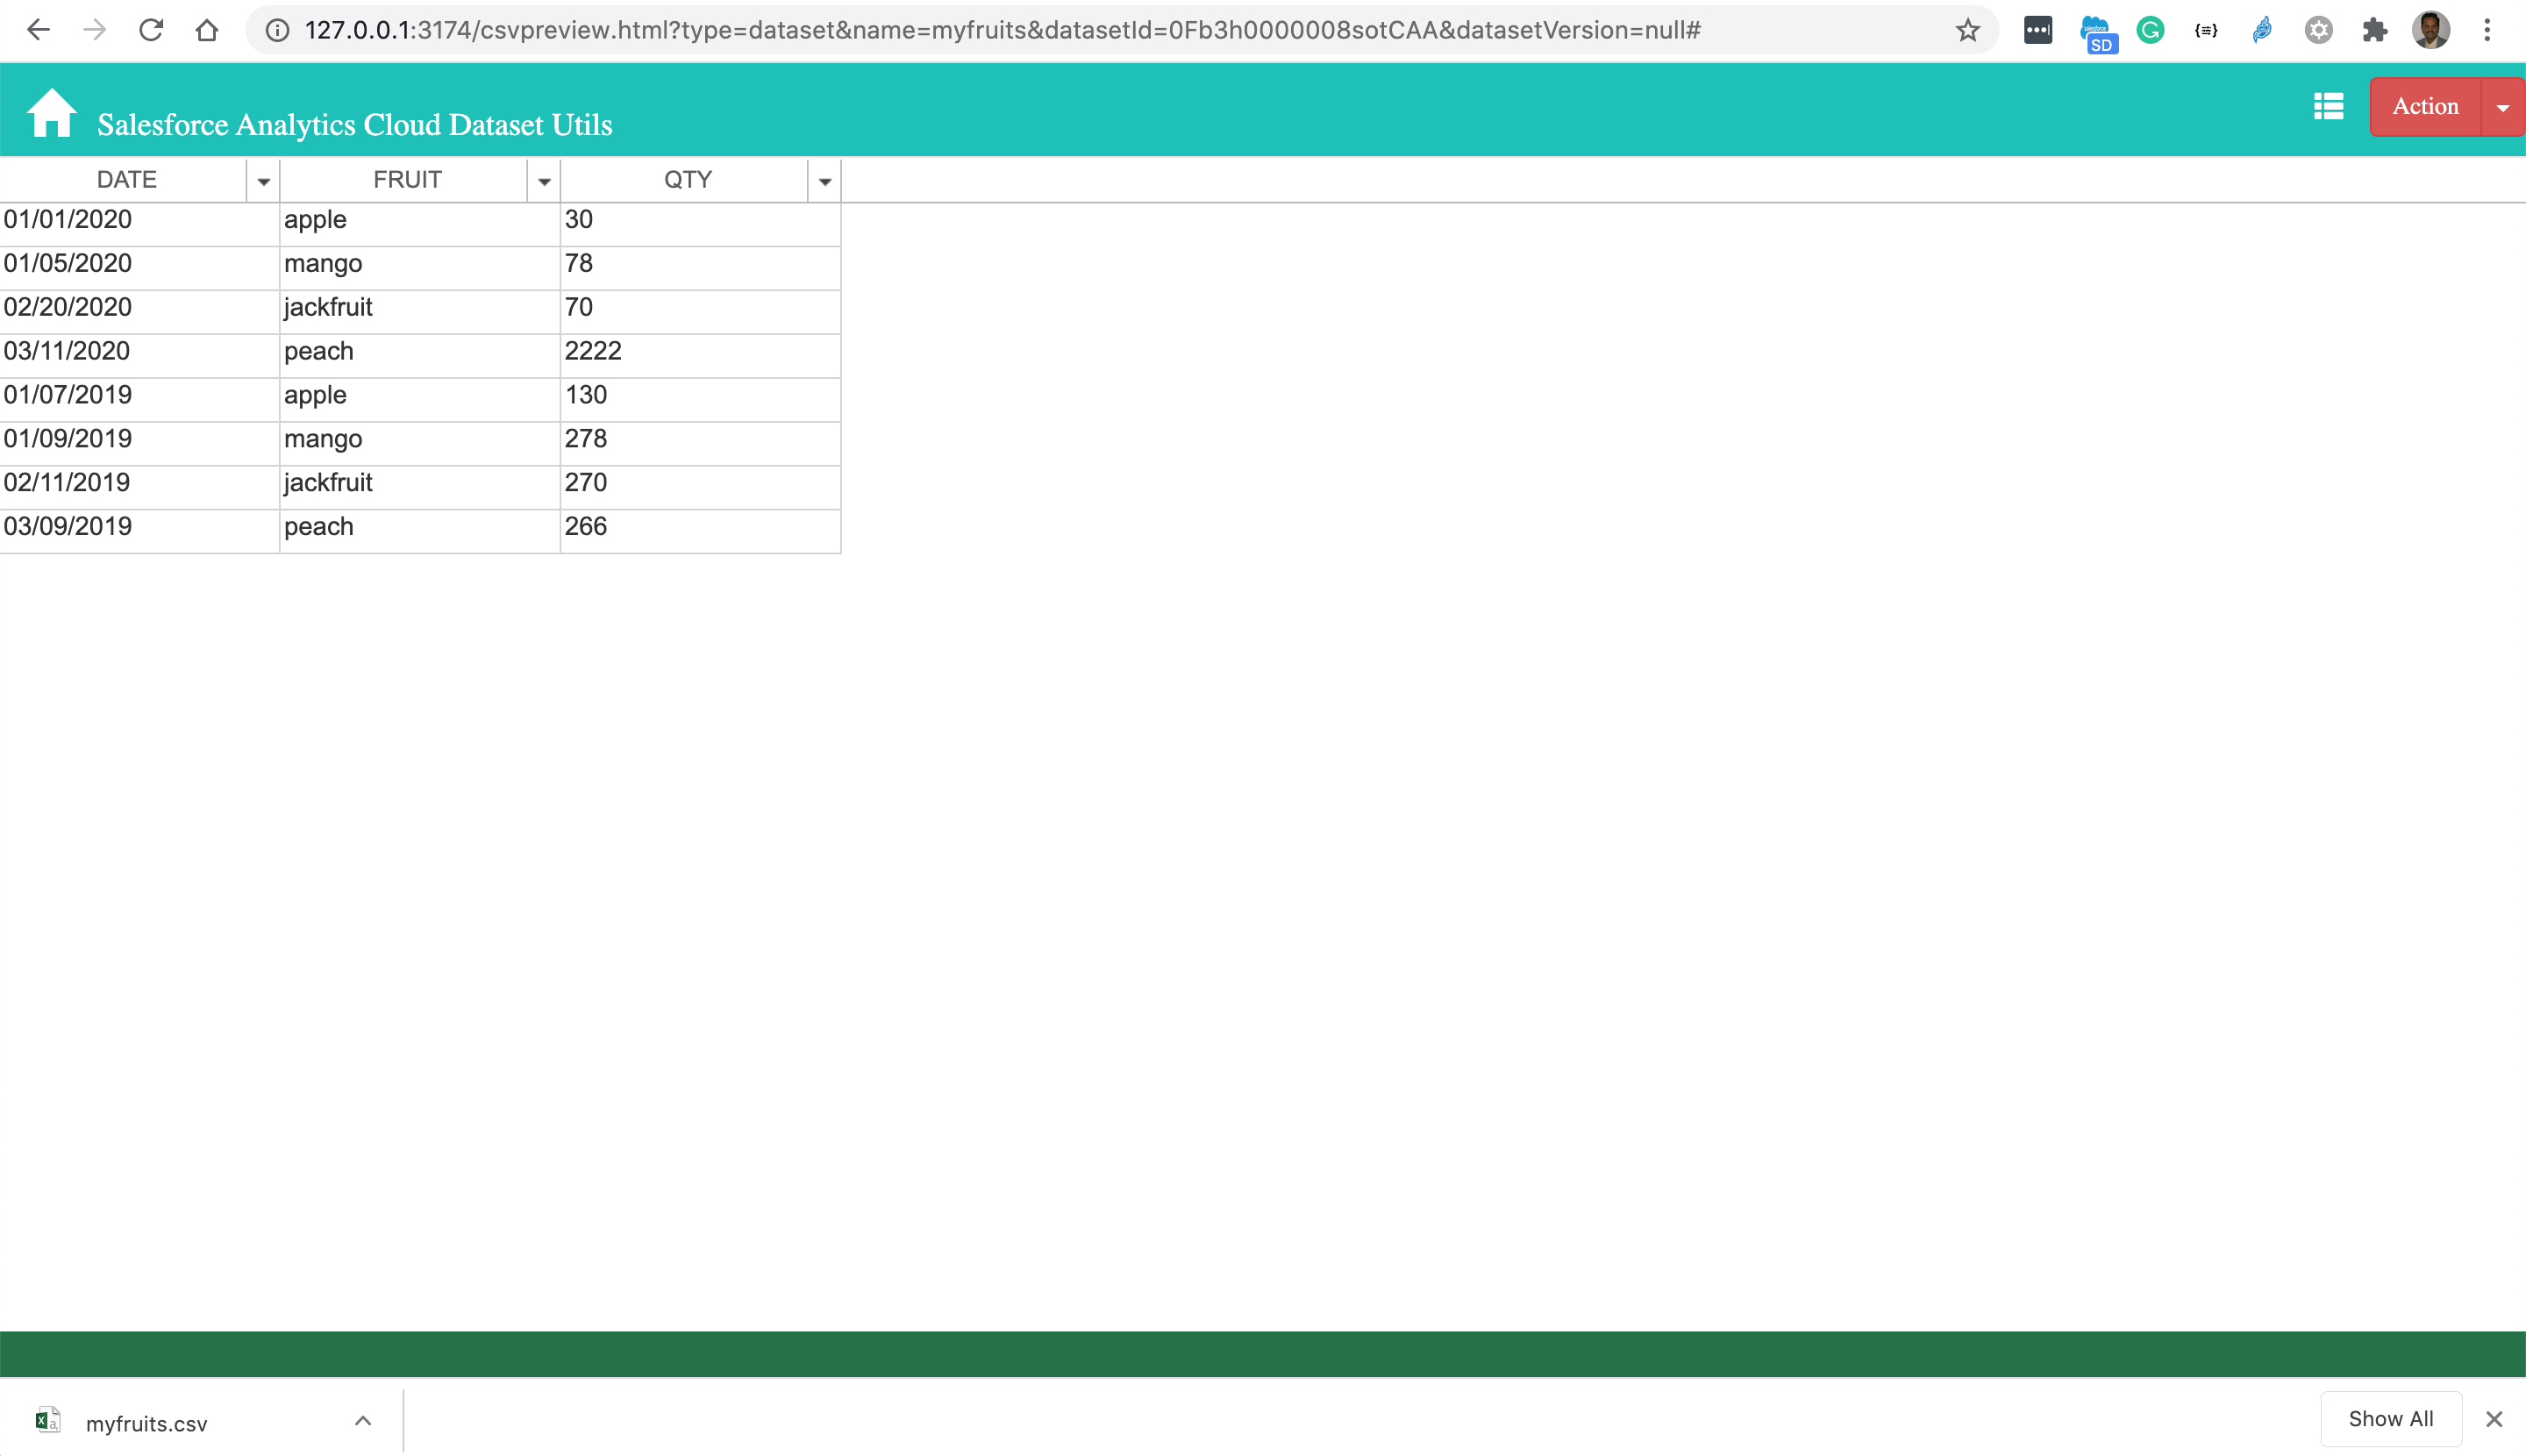 127.0.0.1:3174/csvpreview.html?type=dataset&name=myfruits&datasetId=0Fb3h0000008sotCAA&datasetVersion=null#
SD
Salesforce Analytics Cloud Dataset Utils
Action
DATE FRUIT QTY
01/01/2020 apple 30
01/05/2020 mango 78
02/20/2020 jackfruit 70
03/11/2020 peach 2222
01/07/2019 apple 130
01/09/2019 mango 278
02/11/2019 jackfruit 270
03/09/2019 peach 266
myfruits.csv
Show All